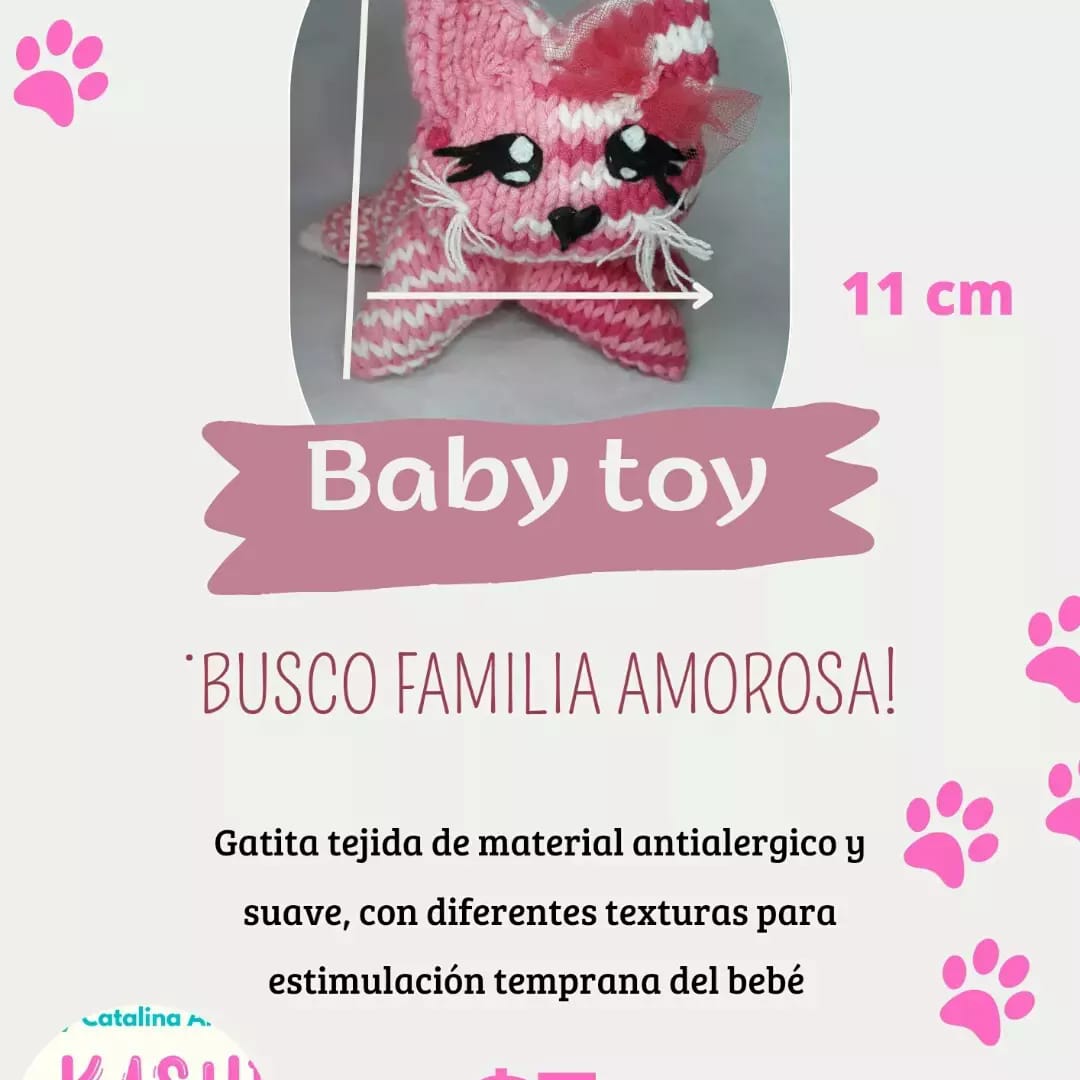 11 cm
Baby toy
¡BUSCO FAMILIA AMOROSA!
Gatita tejida de material antialergico y
suave, con diferentes texturas para
estimulación temprana del bebé
Catalina